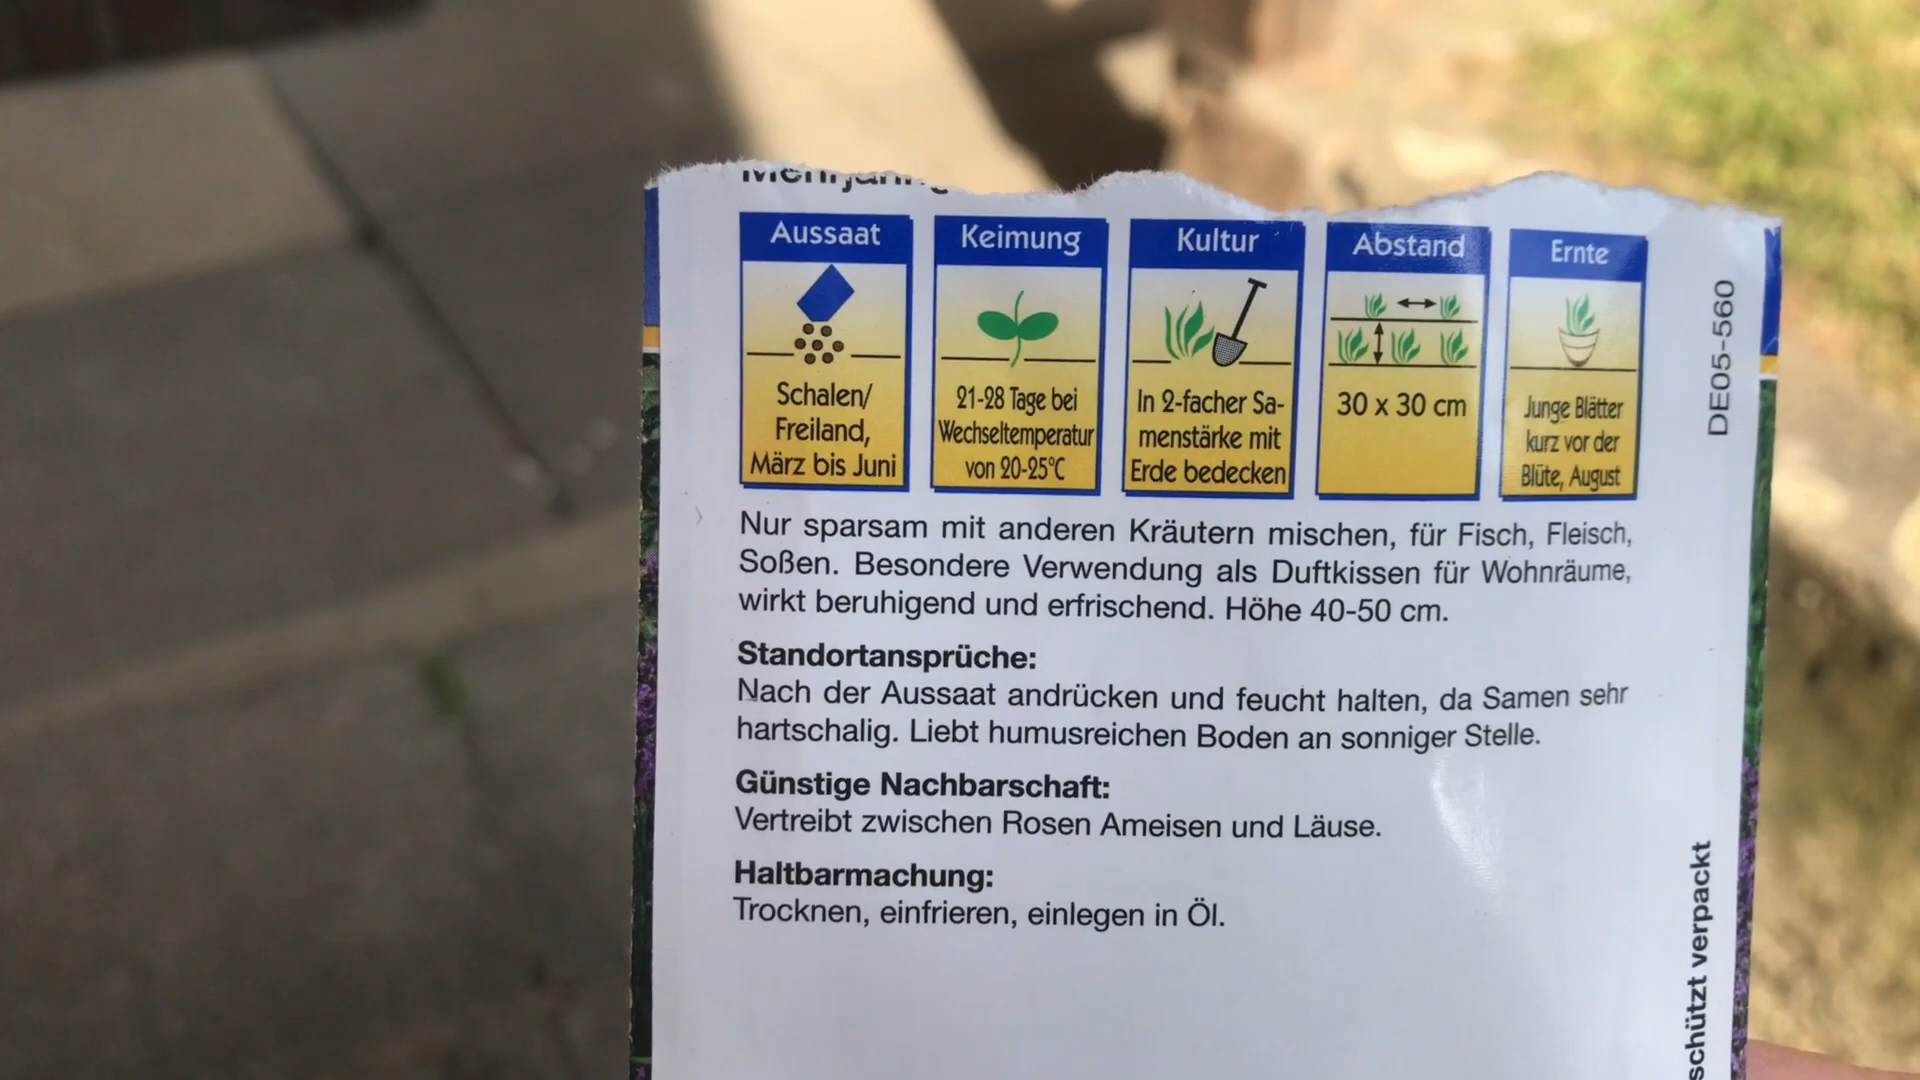 Mehrjährig
Aussaat
Schalen/
Freiland,
März bis Juni
Keimung
21-28 Tage bei
Wechseltemperatur
von 20-25°C
Kultur
In 2-facher Sa-
menstärke mit
Erde bedecken
Abstand
30 x 30 cm
Ernte
Junge Blätter
kurz vor der
Blüte, August
Nur sparsam mit anderen Kräutern mischen, für Fisch, Fleisch,
Soßen. Besondere Verwendung als Duftkissen für Wohnräume,
wirkt beruhigend und erfrischend. Höhe 40-50 cm.
Standortansprüche:
Nach der Aussaat andrücken und feucht halten, da Samen sehr
hartschalig. Liebt humusreichen Boden an sonniger Stelle.
Günstige Nachbarschaft:
Vertreibt zwischen Rosen Ameisen und Läuse.
Haltbarmachung:
Trocknen, einfrieren, einlegen in Öl.
DE05-560
schützt verpackt